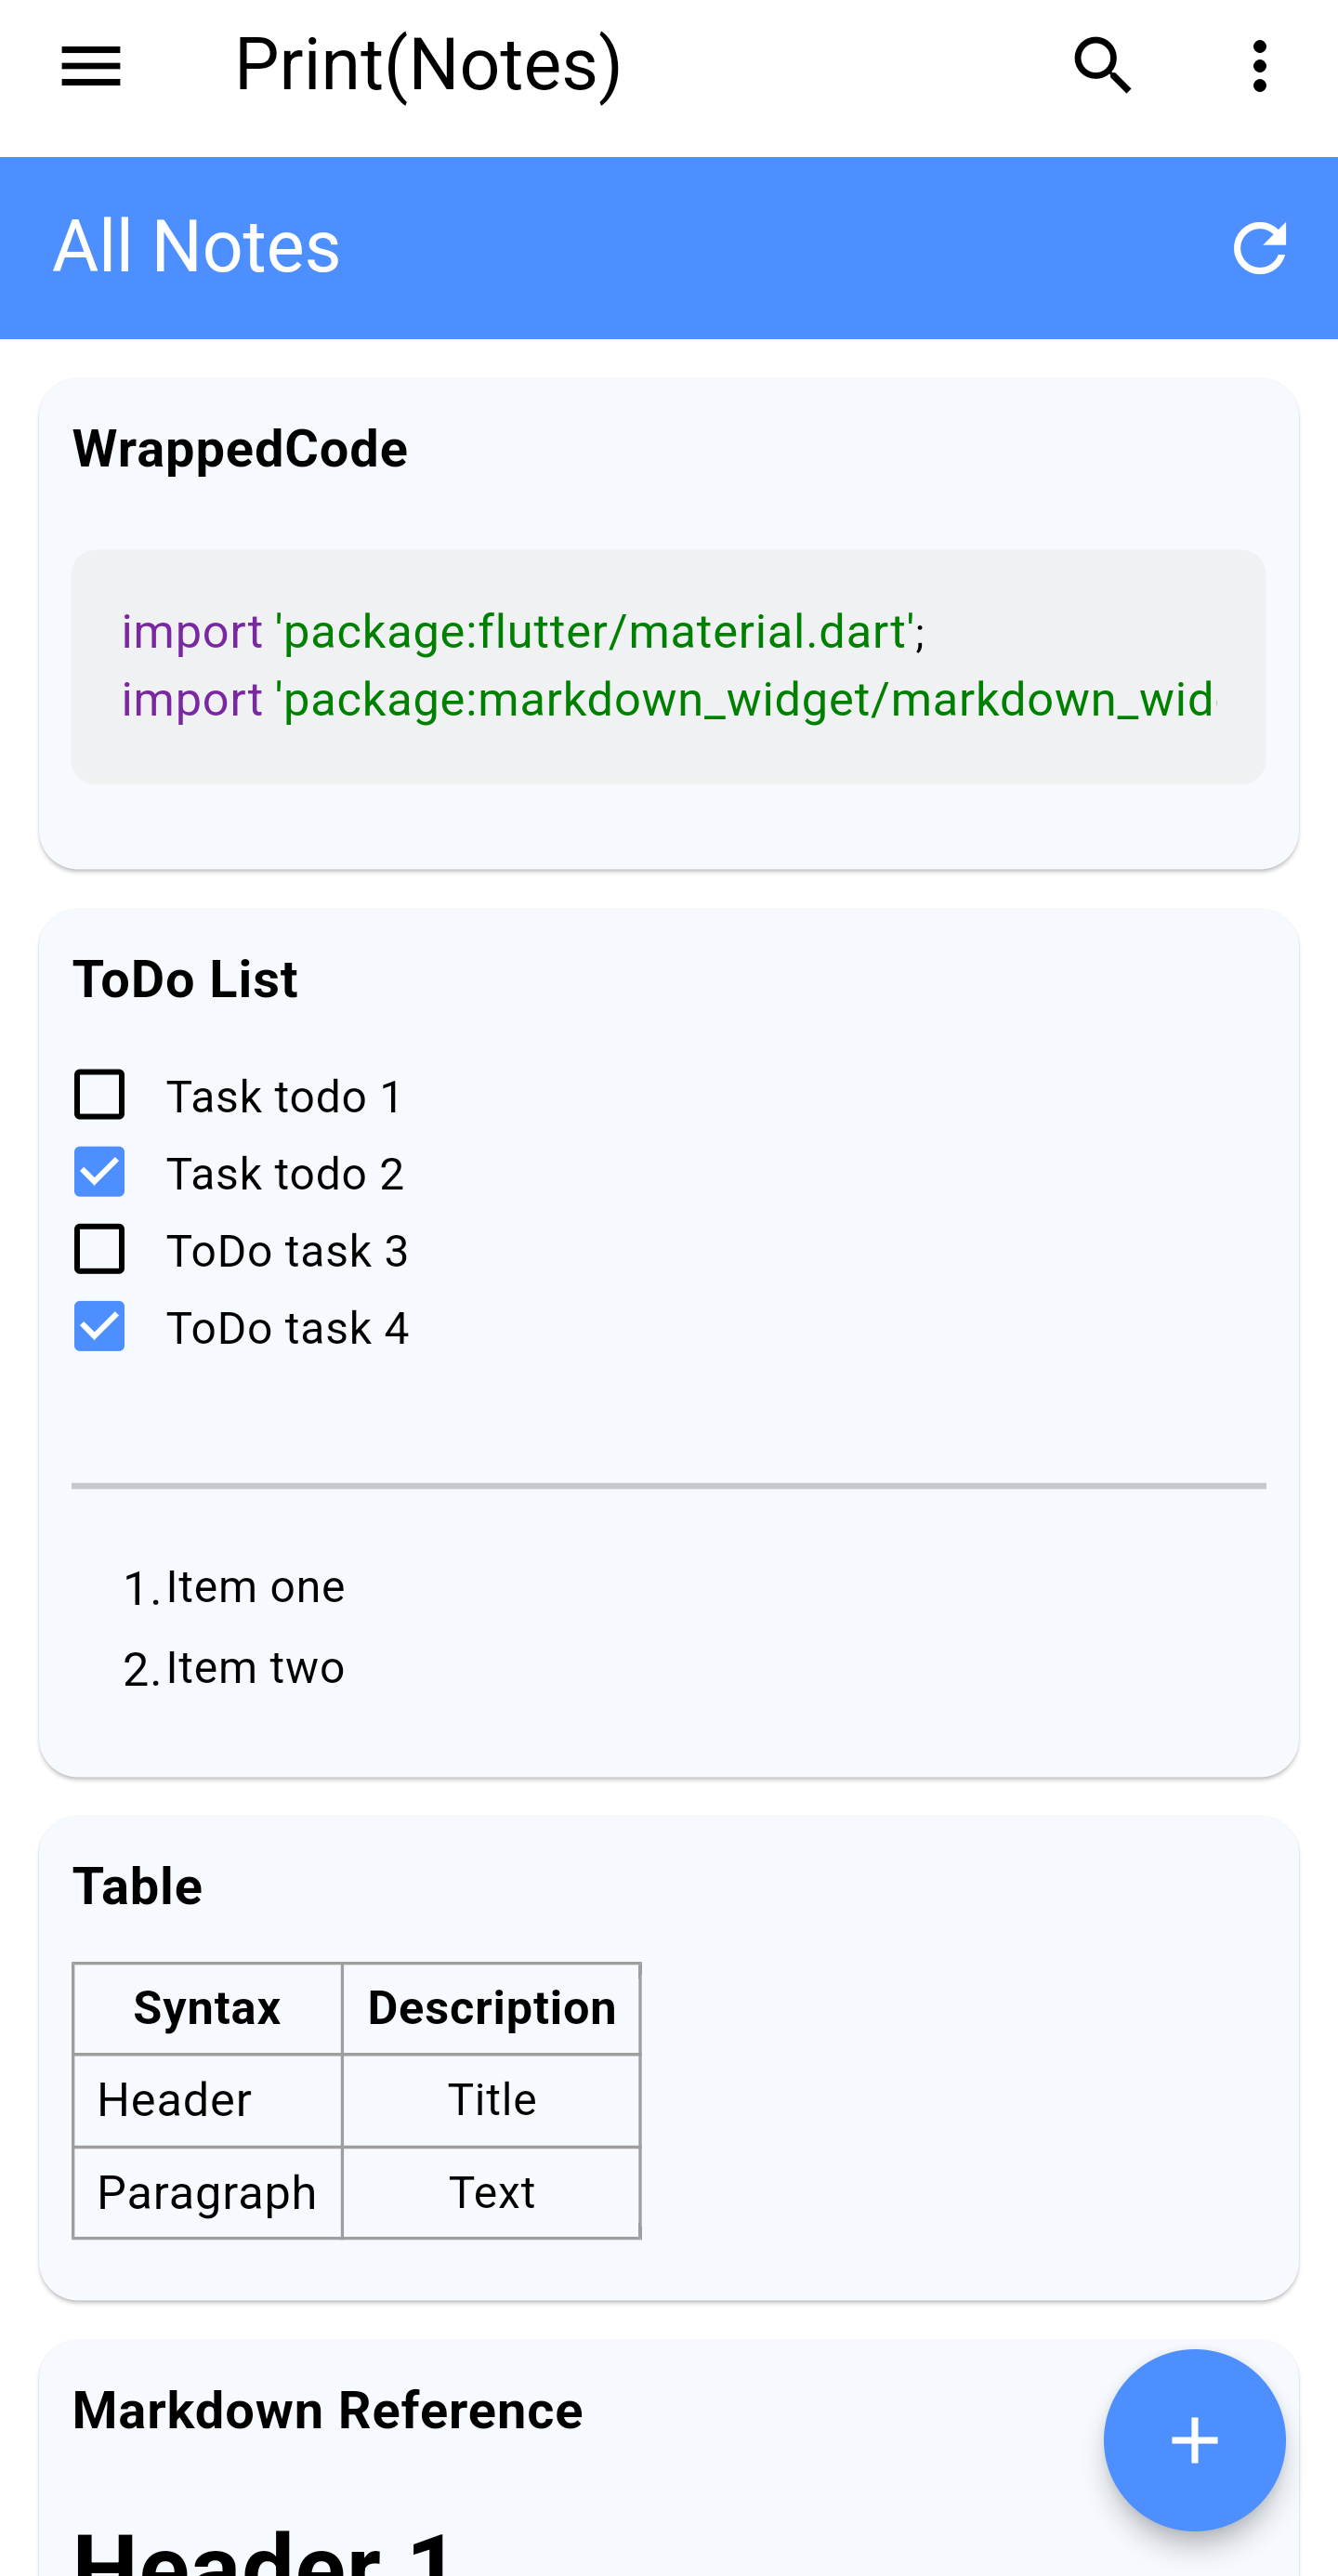 Print(Notes)
All Notes
WrappedCode
import 'package:flutter/material.dart';
import 'package:markdown_widget/markdown_wid
ToDo List
Task todo 1
Task todo 2
ToDo task 3
ToDo task 4
1. Item one
2. Item two
Table
Syntax Description
Header Title
Paragraph Text
Markdown Reference
Header 1